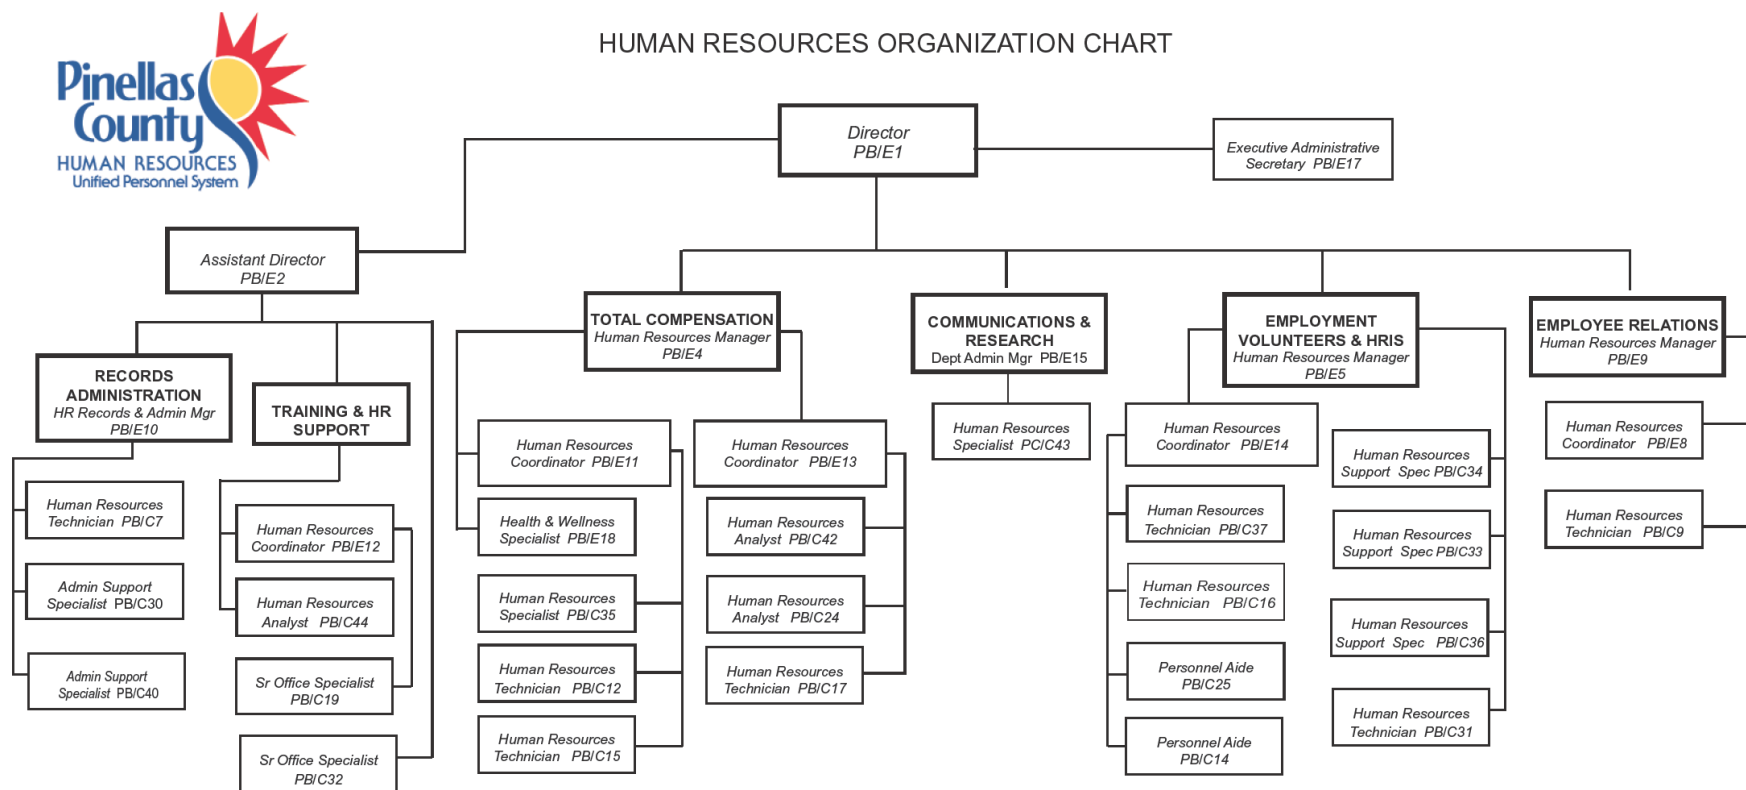 HUMAN RESOURCES ORGANIZATION CHART
Pinellas
County
HUMAN RESOURCES
Unified Personnel System
Director
PB/E1
Executive Administrative
Secretary PB/E17
Assistant Director
PB/E2
RECORDS
ADMINISTRATION
HR Records & Admin Mgr
PB/E10
Human Resources
Technician PB/C7
Admin Support
Specialist PB/C30
Admin Support
Specialist PB/C40
TRAINING & HR
SUPPORT
Human Resources
Coordinator PB/E12
Human Resources
Analyst PB/C44
Sr Office Specialist
PB/C19
Sr Office Specialist
PB/C32
TOTAL COMPENSATION
Human Resources Manager
PB/E4
Human Resources
Coordinator PB/E11
Health & Wellness
Specialist PB/E18
Human Resources
Specialist PB/C35
Human Resources
Technician PB/C12
Human Resources
Technician PB/C15
Human Resources
Coordinator PB/E13
Human Resources
Analyst PB/C42
Human Resources
Analyst PB/C24
Human Resources
Technician PB/C17
COMMUNICATIONS &
RESEARCH
Dept Admin Mgr PB/E15
Human Resources
Specialist PC/C43
EMPLOYMENT
VOLUNTEERS & HRIS
Human Resources Manager
PB/E5
Human Resources
Coordinator PB/E14
Human Resources
Technician PB/C37
Human Resources
Technician PB/C16
Personnel Aide
PB/C25
Personnel Aide
PB/C14
Human Resources
Support Spec PB/C34
Human Resources
Support Spec PB/C33
Human Resources
Support Spec PB/C36
Human Resources
Technician PB/C31
EMPLOYEE RELATIONS
Human Resources Manager
PB/E9
Human Resources
Coordinator PB/E8
Human Resources
Technician PB/C9